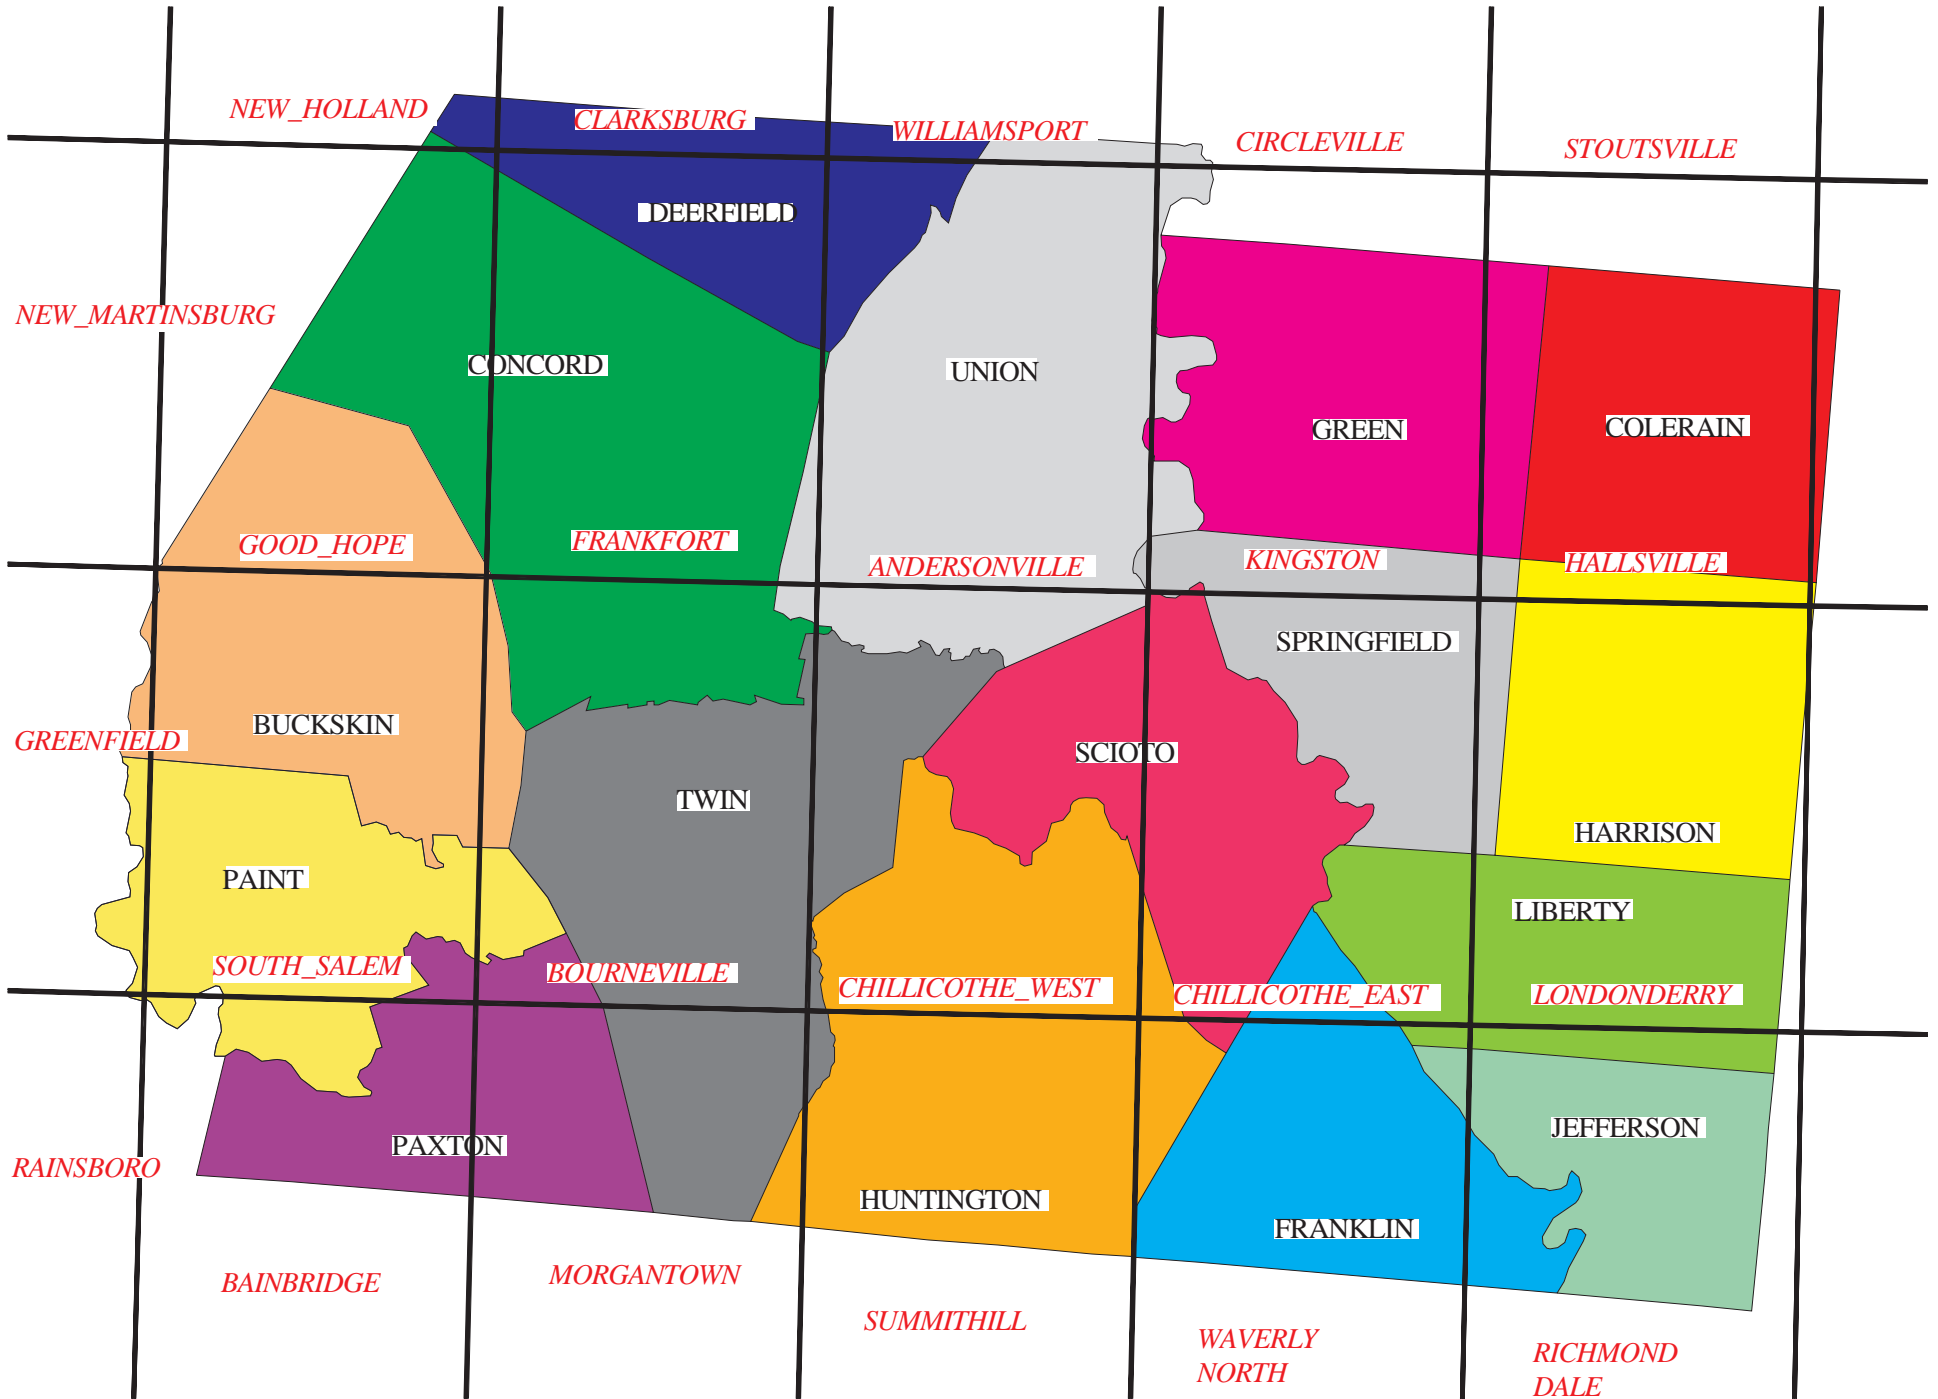 NEW_HOLLAND
CLARKSBURG
WILLIAMSPORT
CIRCLEVILLE
STOUTSVILLE
DEERFIELD
NEW_MARTINSBURG
CONCORD
UNION
GREEN
COLERAIN
GOOD_HOPE
FRANKFORT
ANDERSONVILLE
KINGSTON
HALLSVILLE
SPRINGFIELD
GREENFIELD
BUCKSKIN
SCIOTO
TWIN
HARRISON
PAINT
LIBERTY
SOUTH_SALEM
BOURNEVILLE
CHILLICOTHE_WEST
CHILLICOTHE_EAST
LONDONDERRY
JEFFERSON
PAXTON
RAINSBORO
HUNTINGTON
FRANKLIN
BAINBRIDGE
MORGANTOWN
SUMMITHILL
WAVERLY
NORTH
RICHMOND
DALE